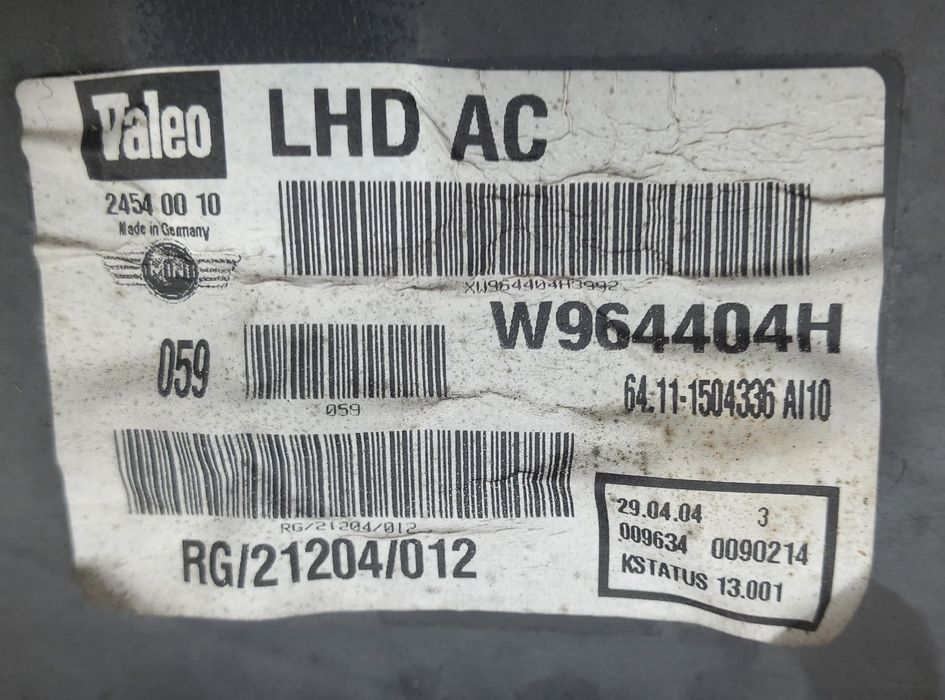 Valeo
LHD AC
2454 00 10
Made in Germany
MINI
XW964404H3992
W964404H
059
059
64.11-1504336 AI10
RG/21204/012
RG/21204/012
29.04.04 3
009634 0090214
KSTATUS 13.001